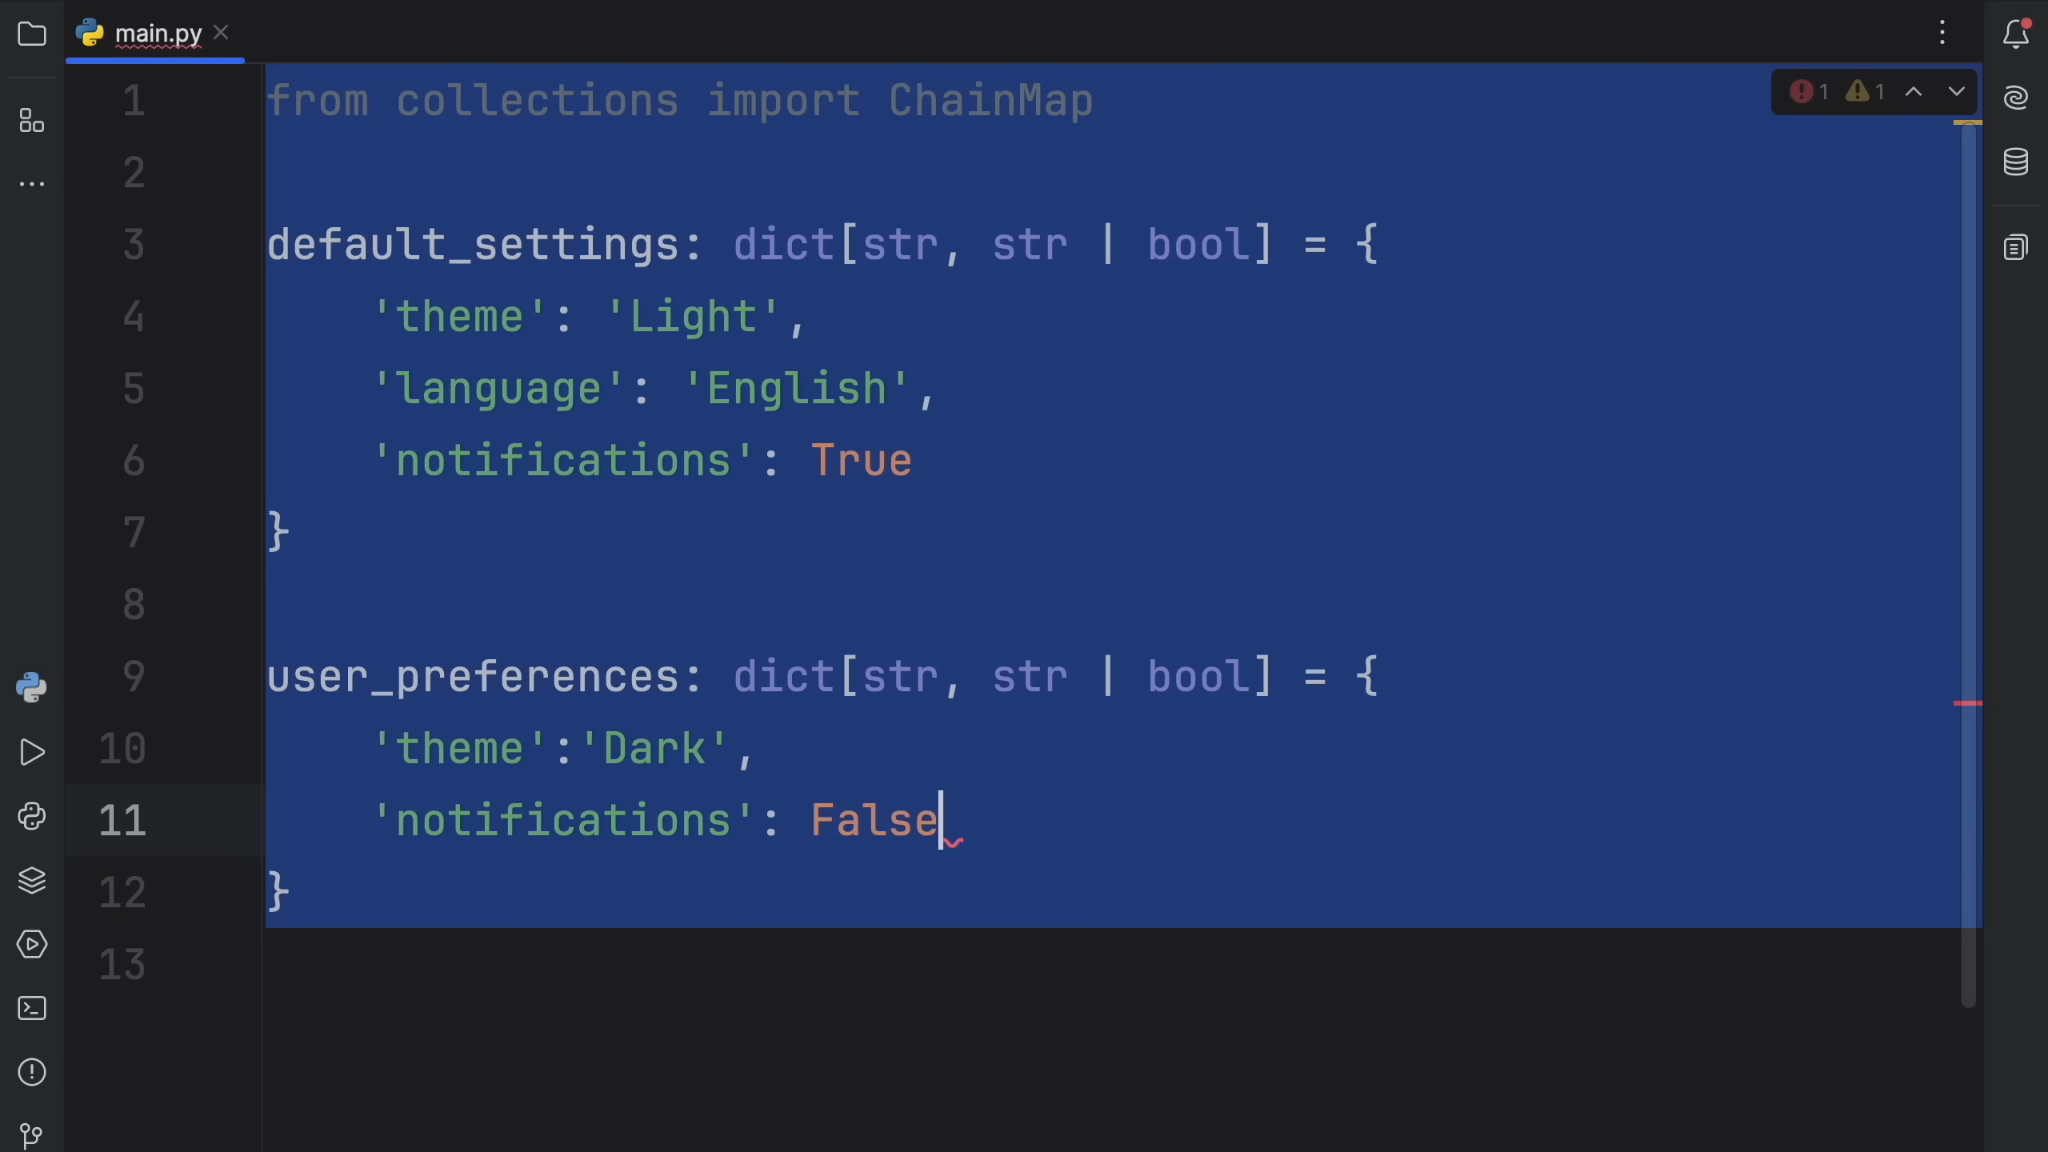 main.py
1 from collections import ChainMap
1 1
2
3 default_settings: dict[str, str | bool] = {
4     'theme': 'Light',
5     'language': 'English',
6     'notifications': True
7 }
8
9 user_preferences: dict[str, str | bool] = {
10     'theme':'Dark',
11     'notifications': False
12 }
13